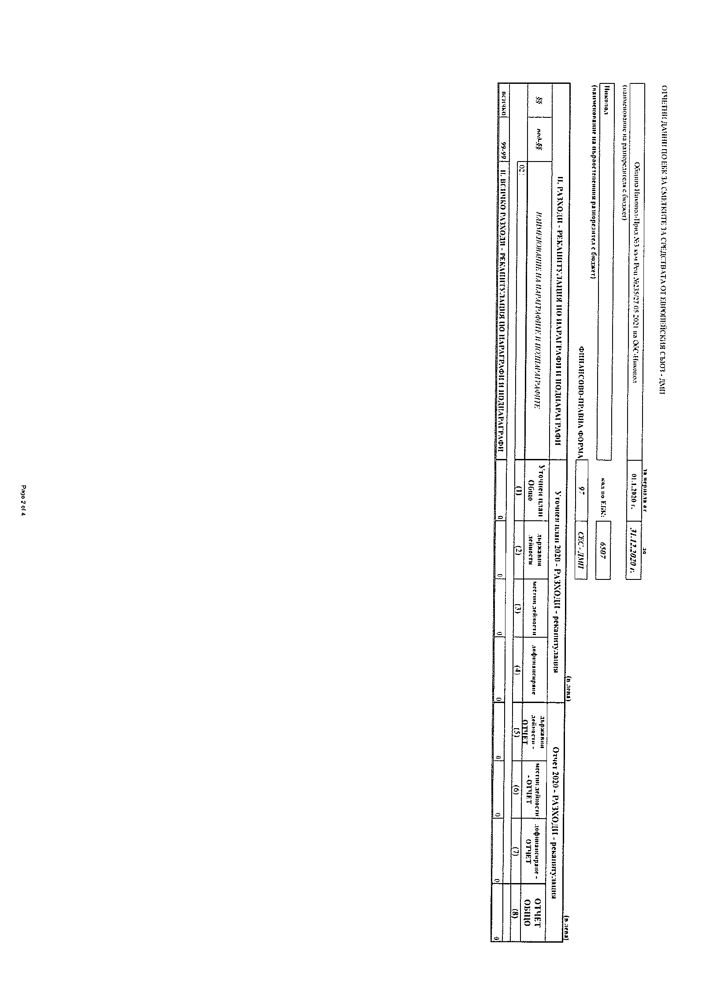 ОТЧЕТНИ ДАННИ ПО ЕБК ЗА СМЕТКИТЕ ЗА СРЕДСТВАТА ОТ ЕВРОПЕЙСКИЯ СЪЮЗ - ДМП
за периода от до
Община Никопол-Прил.№3 към Реш.№235/27.05.2021 на ОбС-Никопол 01.1.2020 г. 31.12.2020 г.
(наименование на разпоредителя с бюджет)
Никопол код по ЕБК: 6507
(наименование на първостепенния разпоредител с бюджет)
ФИНАНСОВО-ПРАВНА ФОРМА 97 СЕС - ДМП
(в лева) (в лева)
II. РАЗХОДИ - РЕКАПИТУЛАЦИЯ ПО ПАРАГРАФИ И ПОДПАРАГРАФИ Уточнен план 2020 - РАЗХОДИ - рекапитулация Отчет 2020 - РАЗХОДИ - рекапитулация
§§ под-§§ НАИМЕНОВАНИЕ НА ПАРАГРАФИТЕ И ПОДПАРАГРАФИТЕ Уточнен план Общо държавни дейности местни дейности дофинансиране държавни дейности - ОТЧЕТ местни дейности - ОТЧЕТ дофинансиране - ОТЧЕТ ОТЧЕТ ОБЩО
(1) (2) (3) (4) (5) (6) (7) (8)
всичко 99-99 II. ВСИЧКО РАЗХОДИ - РЕКАПИТУЛАЦИЯ ПО ПАРАГРАФИ И ПОДПАРАГРАФИ 0 0 0 0 0 0 0 0
Page 2 of 4